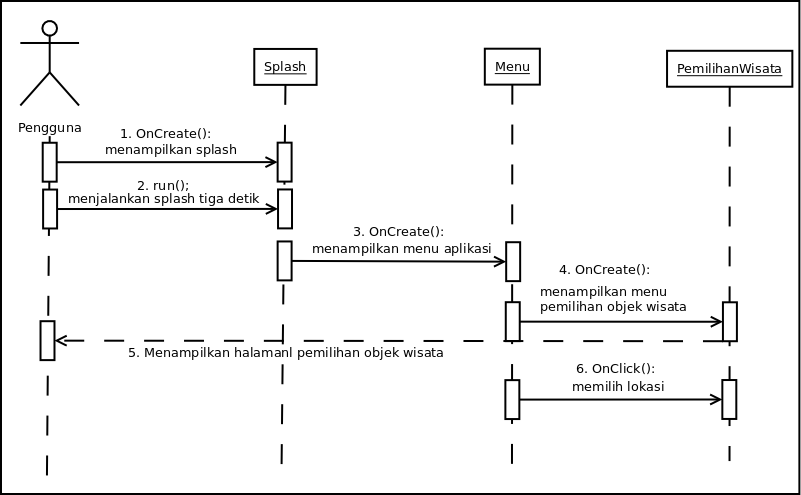 Splash
Menu
PemilihanWisata
Pengguna
1. OnCreate():
menampilkan splash
2. run();
menjalankan splash tiga detik
3. OnCreate():
menampilkan menu aplikasi
4. OnCreate():
menampilkan menu
pemilihan objek wisata
5. Menampilkan halamanl pemilihan objek wisata
6. OnClick():
memilih lokasi